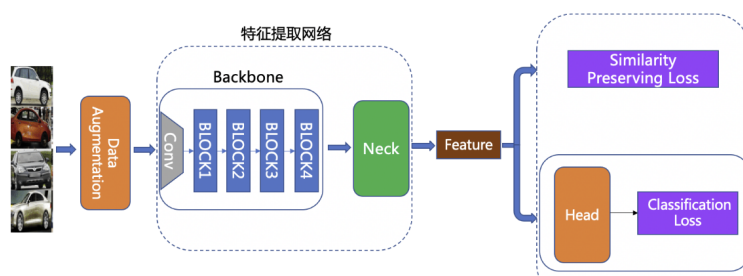 特征提取网络
Backbone
Data
Augmentation
Conv
BLOCK1
BLOCK2
BLOCK3
BLOCK4
Neck
Feature
Similarity
Preserving Loss
Head
Classification
Loss